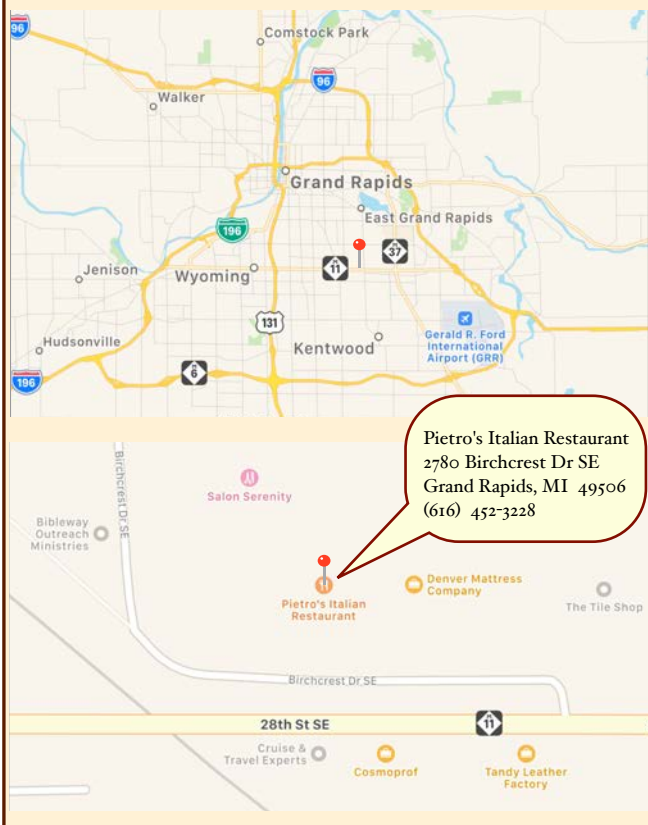 96
Comstock Park
96
Walker
Grand Rapids
East Grand Rapids
196
M
37
M
11
Jenison
Wyoming
131
Gerald R. Ford
International
Airport (GRR)
Hudsonville
Kentwood
M
6
196
Pietro's Italian Restaurant
2780 Birchcrest Dr SE
Grand Rapids, MI 49506
(616) 452-3228
Birchcrest Dr SE
Salon Serenity
Bibleway
Outreach
Ministries
Pietro's Italian
Restaurant
Denver Mattress
Company
The Tile Shop
Birchcrest Dr SE
28th St SE
M
11
Cruise &
Travel Experts
Cosmoprof
Tandy Leather
Factory